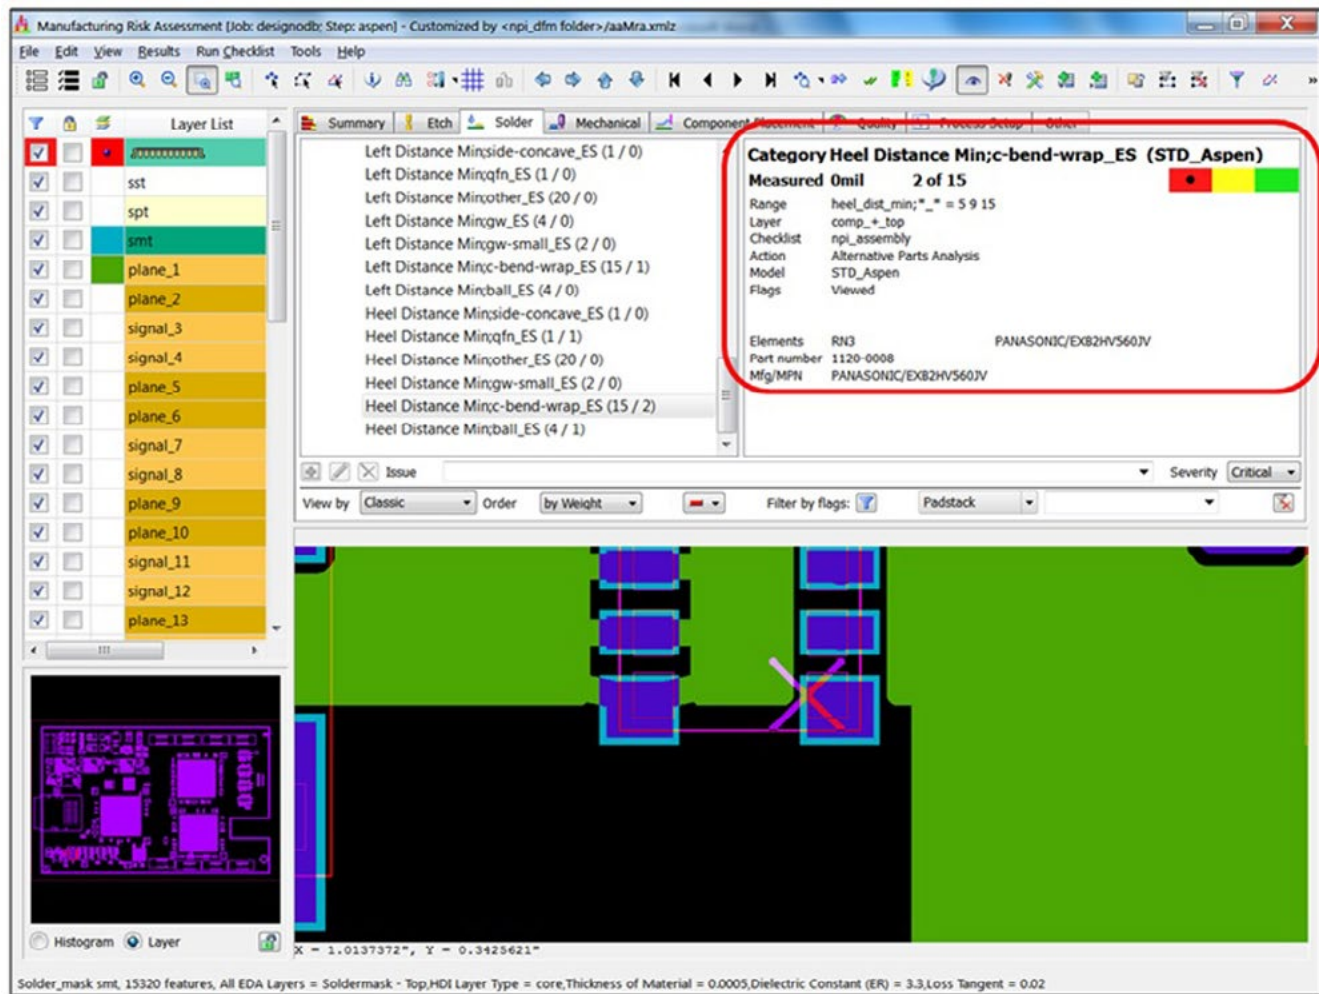 Manufacturing Risk Assessment [Job: designodb; Step: aspen] - Customized by <npi_dfm folder>/aaMra.xmlz
File Edit View Results Run Checklist Tools Help
Layer List
sst
spt
smt
plane_1
plane_2
signal_3
signal_4
plane_5
plane_6
signal_7
signal_8
plane_9
plane_10
signal_11
signal_12
plane_13
Summary Etch Solder Mechanical Component Placement Quality Process Setup Other
Left Distance Min;side-concave_ES (1 / 0)
Left Distance Min;qfn_ES (1 / 0)
Left Distance Min;other_ES (20 / 0)
Left Distance Min;gw_ES (4 / 0)
Left Distance Min;gw-small_ES (2 / 0)
Left Distance Min;c-bend-wrap_ES (15 / 1)
Left Distance Min;ball_ES (4 / 0)
Heel Distance Min;side-concave_ES (1 / 0)
Heel Distance Min;qfn_ES (1 / 1)
Heel Distance Min;other_ES (20 / 0)
Heel Distance Min;gw-small_ES (2 / 0)
Heel Distance Min;c-bend-wrap_ES (15 / 2)
Heel Distance Min;ball_ES (4 / 1)
Category Heel Distance Min;c-bend-wrap_ES (STD_Aspen)
Measured 0mil 2 of 15
Range heel_dist_min;*_* = 5 9 15
Layer comp_+_top
Checklist npi_assembly
Action Alternative Parts Analysis
Model STD_Aspen
Flags Viewed
Elements RN3 PANASONIC/EXB2HV560JV
Part number 1120-0008
Mfg/MPN PANASONIC/EXB2HV560JV
Issue Severity Critical
View by Classic Order by Weight Filter by flags: Padstack
Histogram Layer
X = 1.0137372", Y = 0.3425621"
Solder_mask smt, 15320 features, All EDA Layers = Soldermask - Top,HDI Layer Type = core,Thickness of Material = 0.0005,Dielectric Constant (ER) = 3.3,Loss Tangent = 0.02